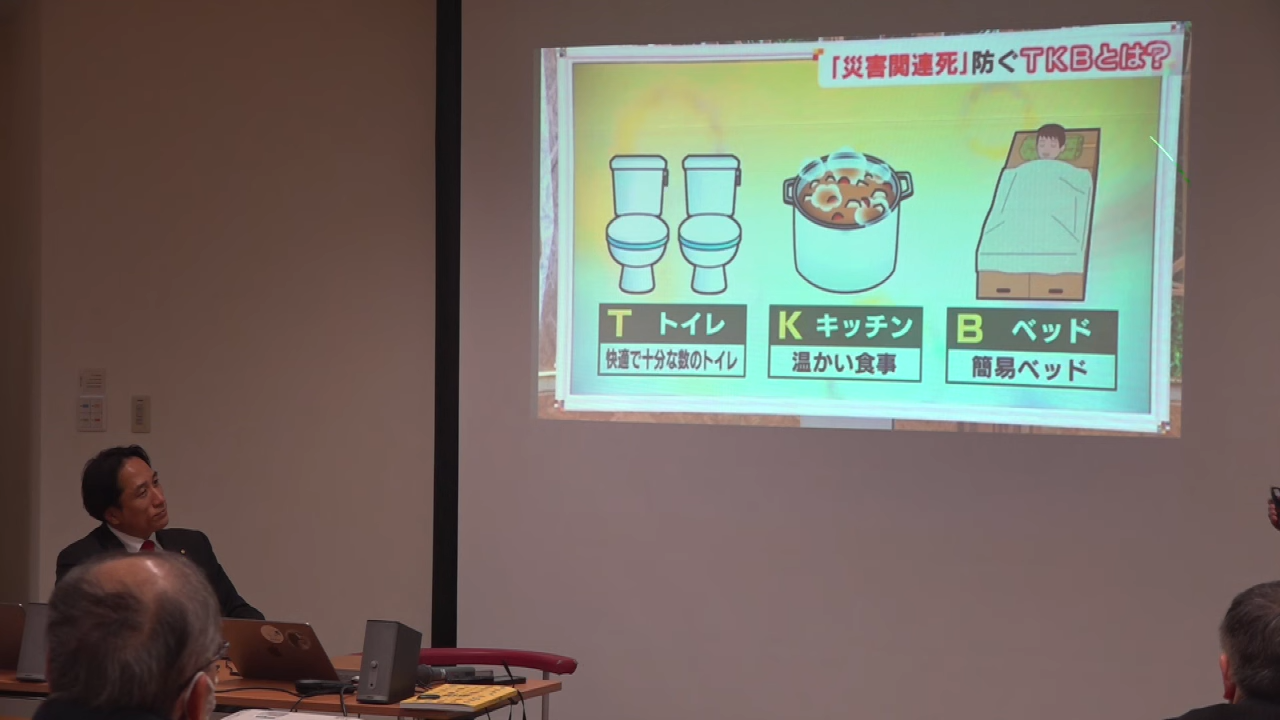 「災害関連死」防ぐTKBとは?
T トイレ
快適で十分な数のトイレ
K キッチン
温かい食事
B ベッド
簡易ベッド